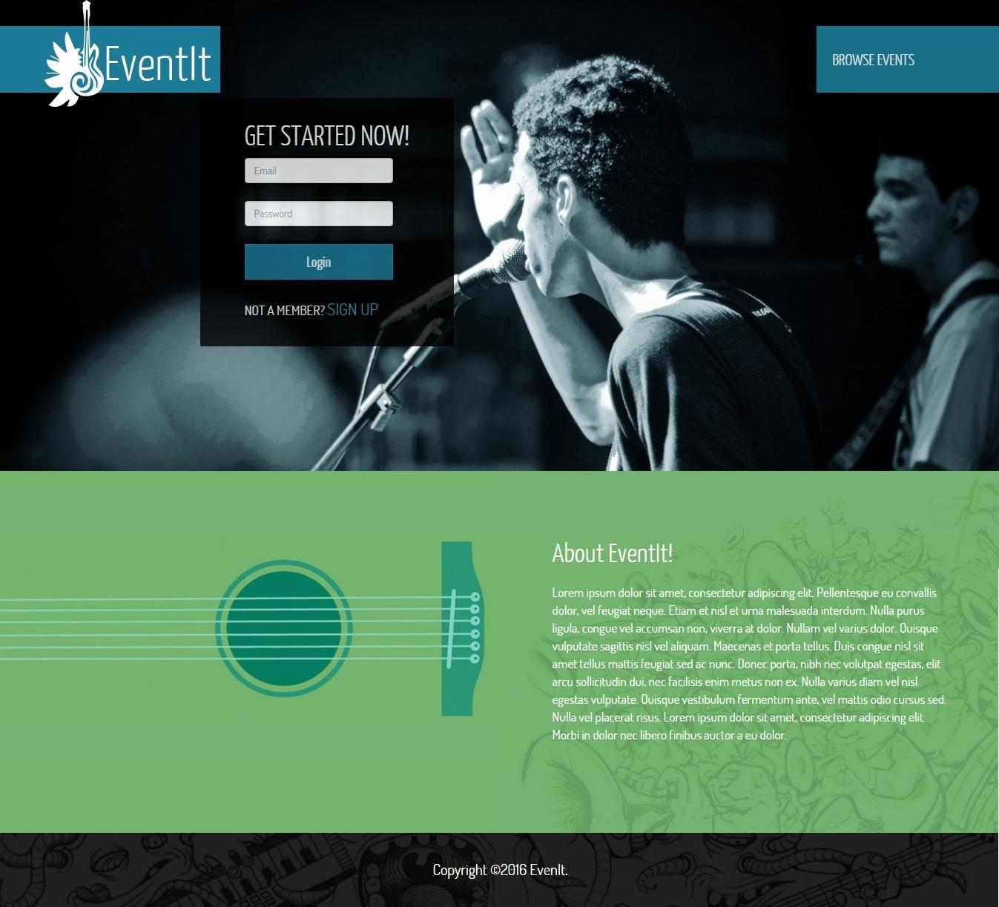 EventIt
BROWSE EVENTS
GET STARTED NOW!
Email
Password
Login
NOT A MEMBER? SIGN UP
About EventIt!
Lorem ipsum dolor sit amet, consectetur adipiscing elit. Pellentesque eu convallis
dolor, vel feugiat neque. Etiam et nisl et urna malesuada interdum. Nulla purus
ligula, congue vel accumsan non, viverra at dolor. Nullam vel varius dolor. Quisque
vulputate sagittis nisl vel aliquam. Maecenas et porta tellus. Duis congue nisl sit
amet tellus mattis feugiat sed ac nunc. Donec porta, nibh nec volutpat egestas, elit
arcu sollicitudin dui, nec facilisis enim metus non ex. Nulla varius diam vel nisl
egestas vulputate. Quisque vestibulum fermentum ante, vel mattis odio cursus sed.
Nulla vel placerat risus. Lorem ipsum dolor sit amet, consectetur adipiscing elit.
Morbi in dolor nec libero finibus auctor a eu dolor.
Copyright ©2016 EvenIt.